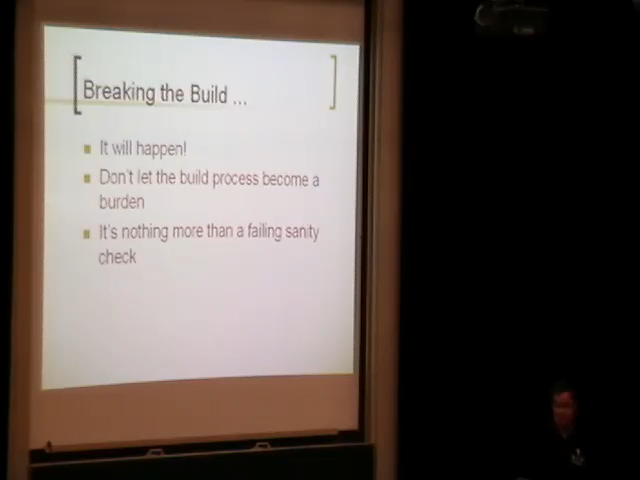 Breaking the Build ...
It will happen!
Don't let the build process become a
burden
It's nothing more than a failing sanity
check